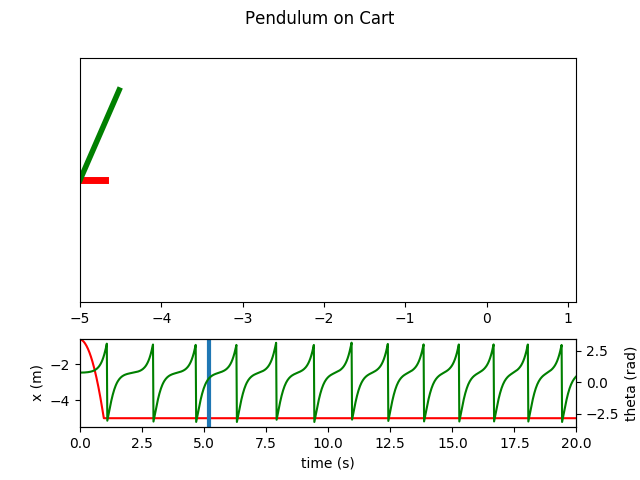 Pendulum on Cart
−5 −4 −3 −2 −1 0 1
x (m)
−2
−4
2.5
0.0
−2.5
theta (rad)
0.0 2.5 5.0 7.5 10.0 12.5 15.0 17.5 20.0
time (s)